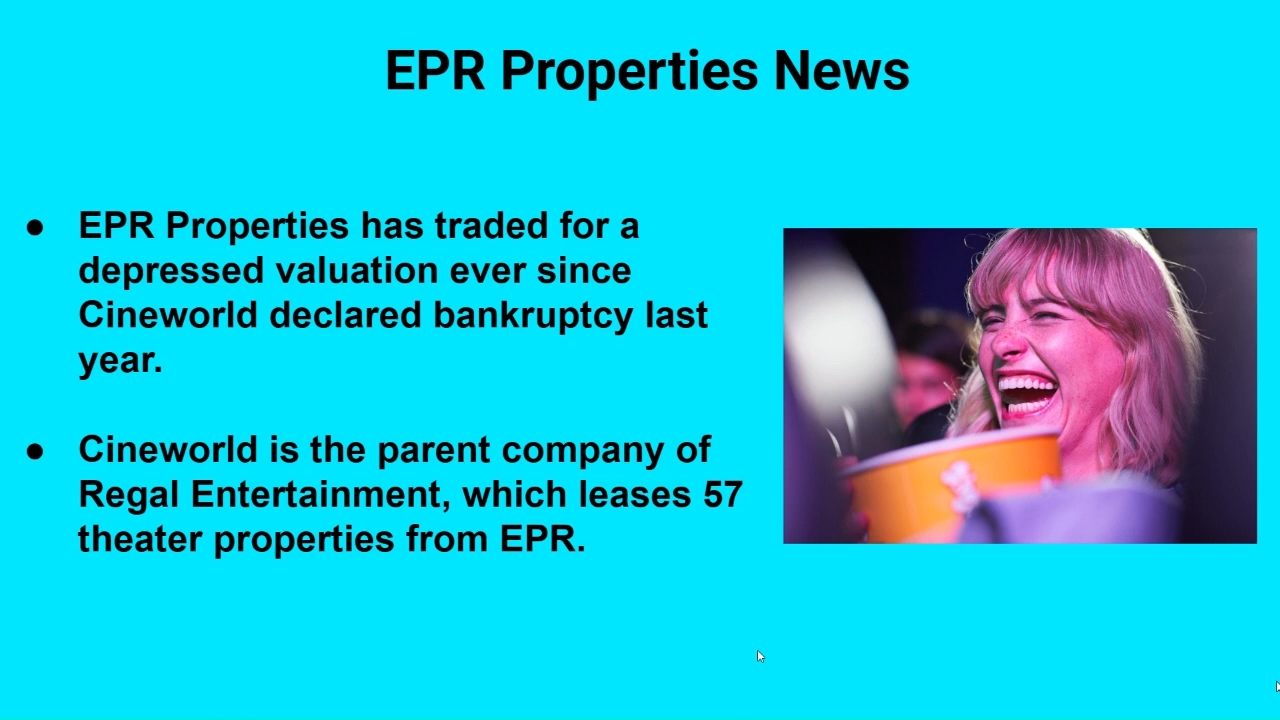 EPR Properties News
● EPR Properties has traded for a
depressed valuation ever since
Cineworld declared bankruptcy last
year.
● Cineworld is the parent company of
Regal Entertainment, which leases 57
theater properties from EPR.